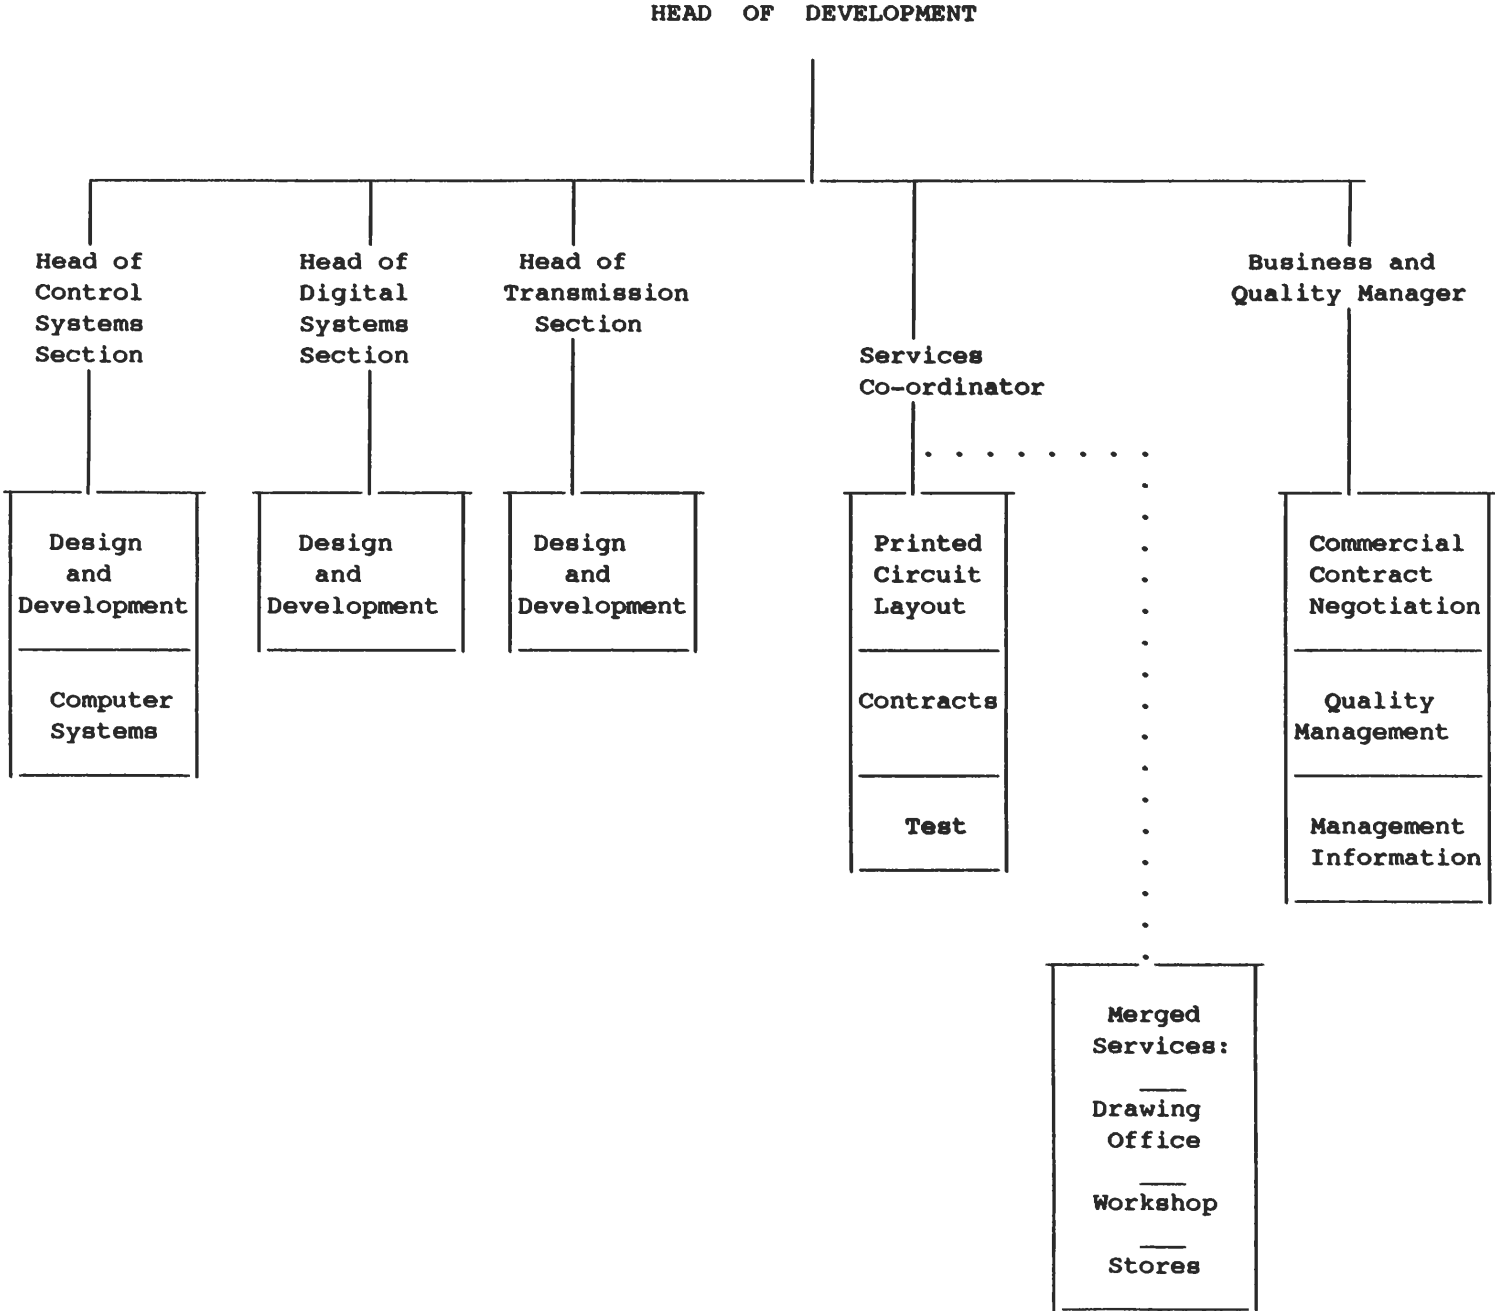 HEAD OF DEVELOPMENT
Head of
Control
Systems
Section
Head of
Digital
Systems
Section
Head of
Transmission
Section
Services
Co-ordinator
Business and
Quality Manager
Design
and
Development
Computer
Systems
Design
and
Development
Design
and
Development
Printed
Circuit
Layout
Contracts
Test
Commercial
Contract
Negotiation
Quality
Management
Management
Information
Merged
Services:
Drawing
Office
Workshop
Stores